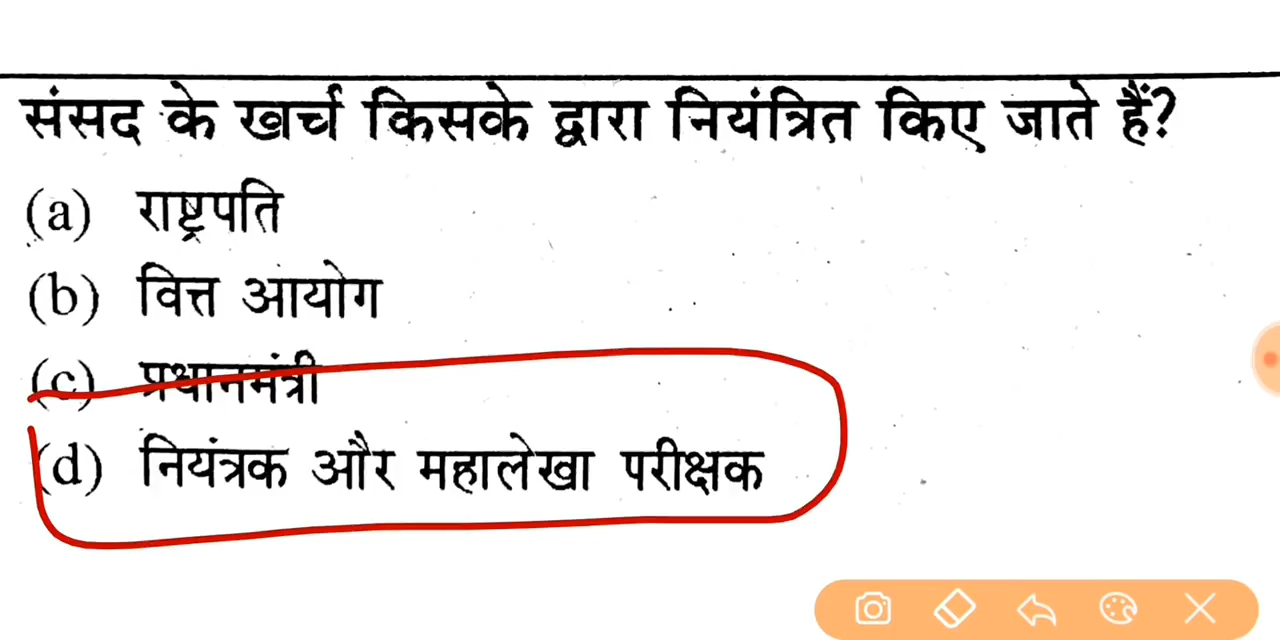 संसद के खर्च किसके द्वारा नियंत्रित किए जाते हैं?
(a) राष्ट्रपति
(b) वित्त आयोग
(c) प्रधानमंत्री
(d) नियंत्रक और महालेखा परीक्षक